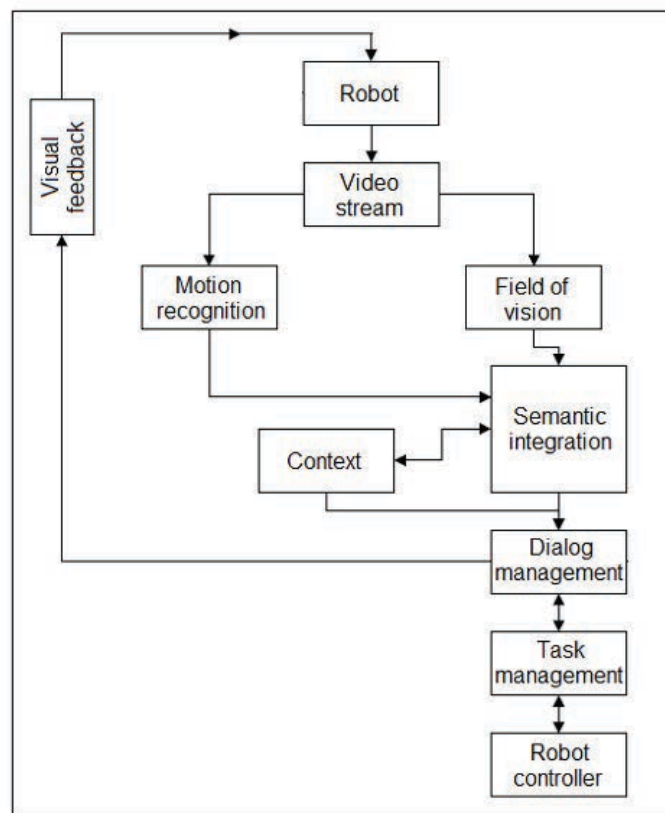 Robot
Visual
feedback
Video
stream
Motion
recognition
Field of
vision
Semantic
integration
Context
Dialog
management
Task
management
Robot
controller